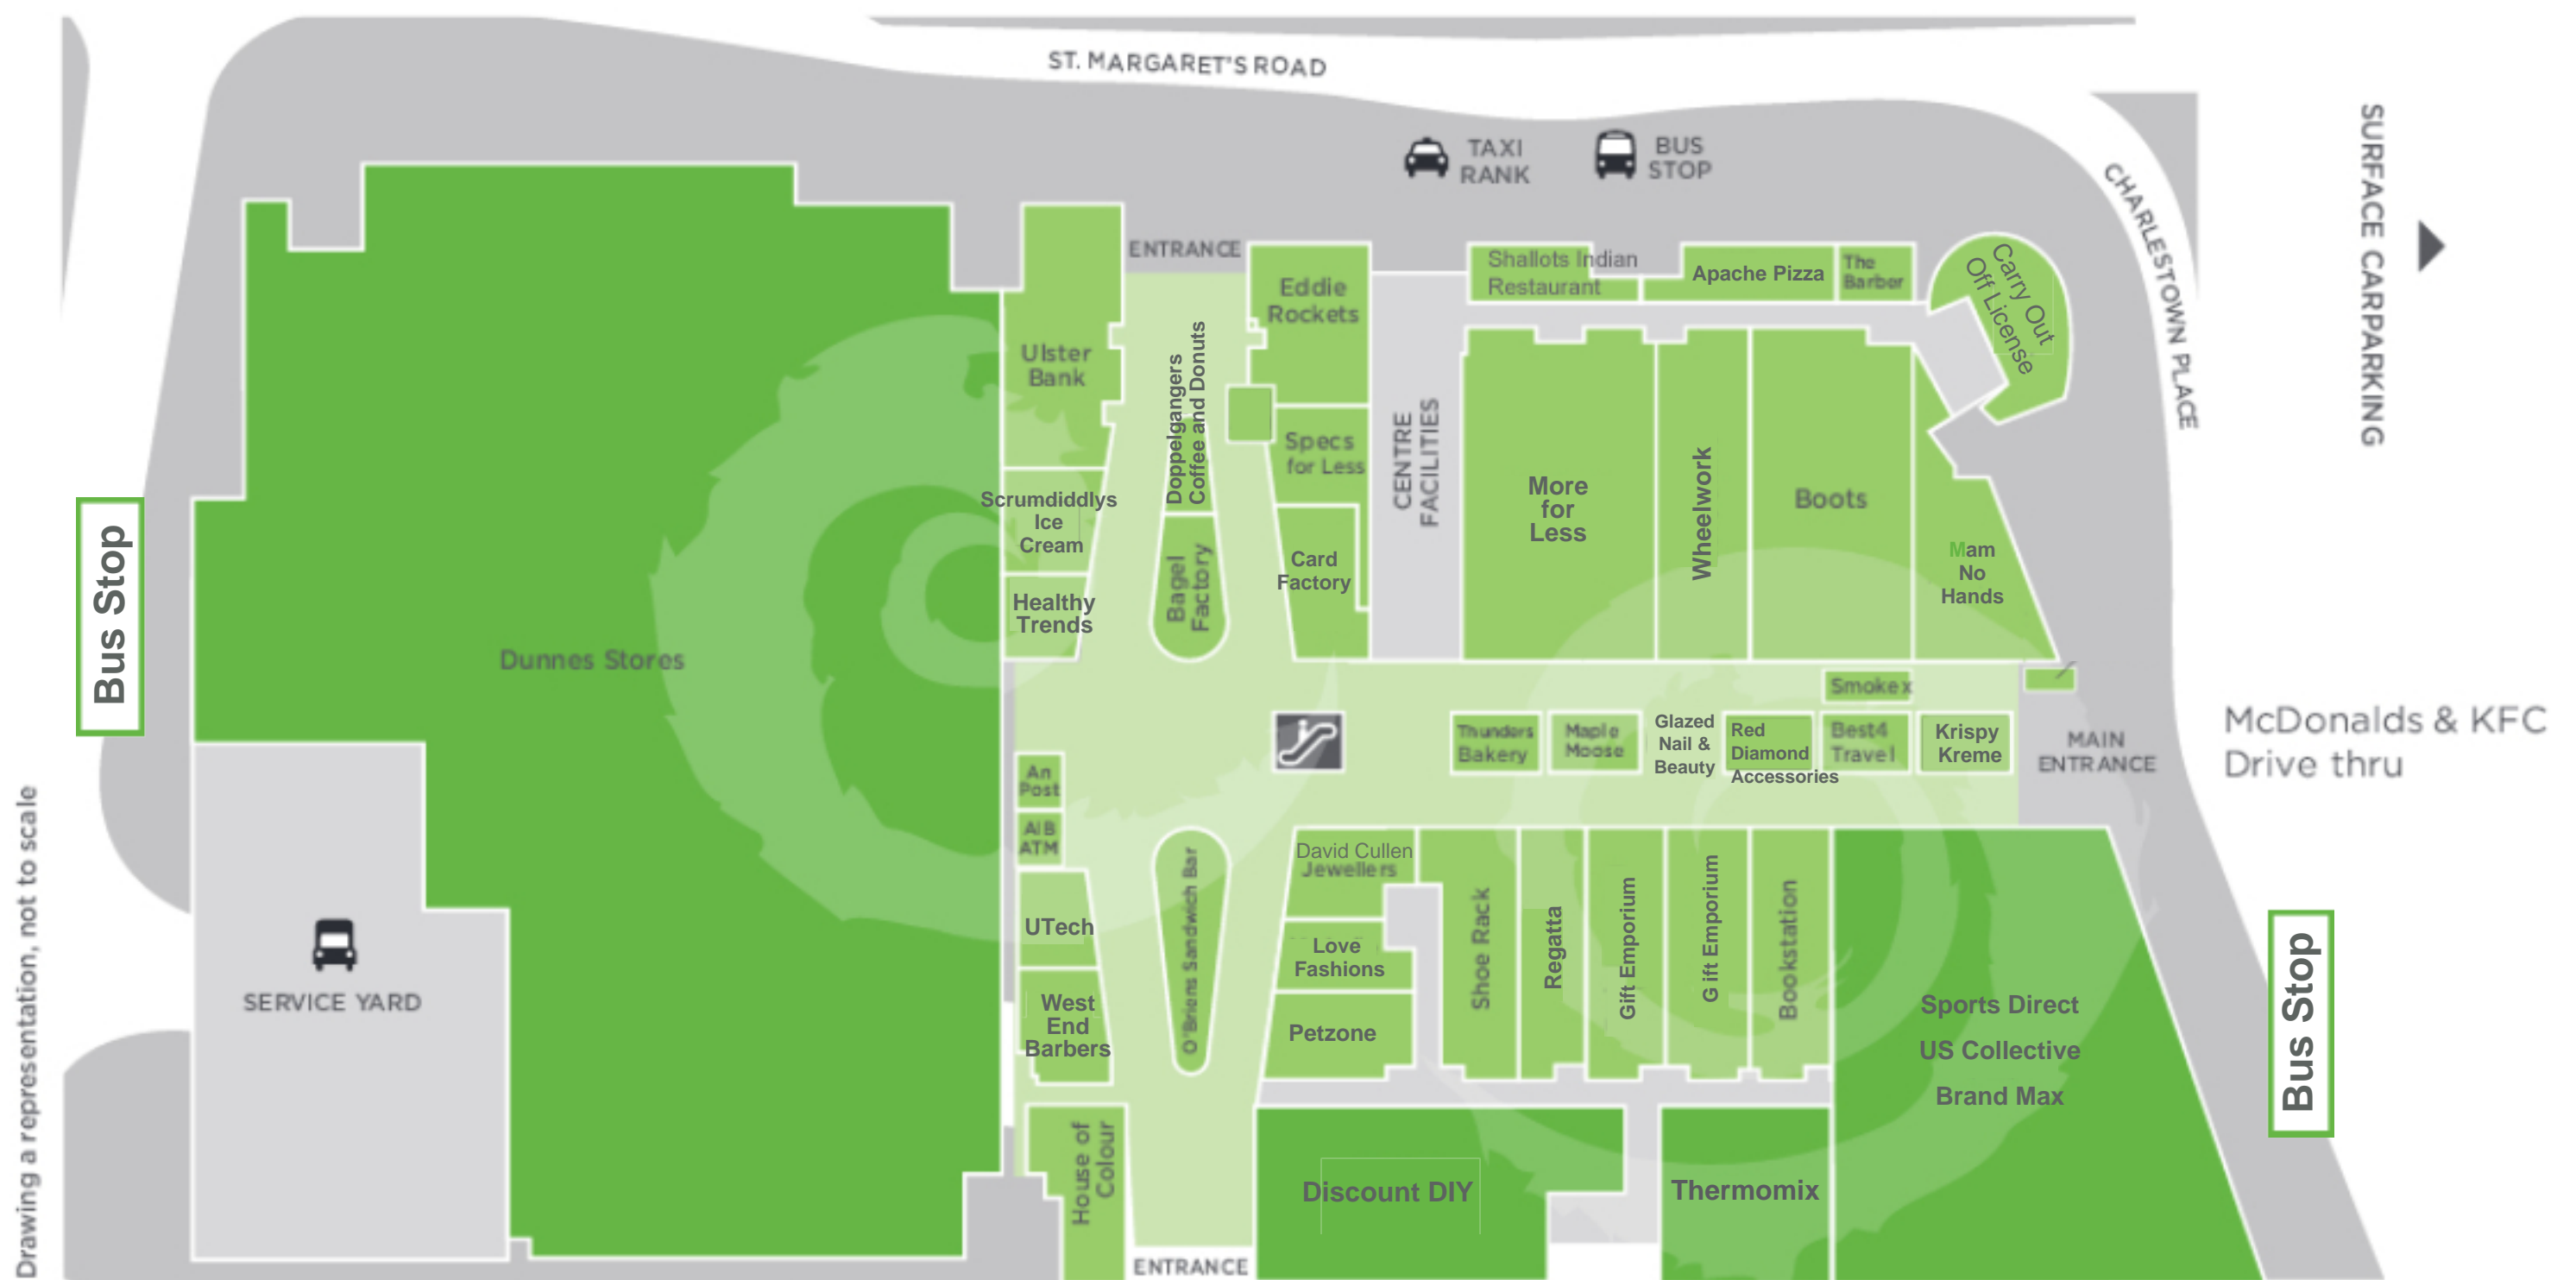 ST. MARGARET'S ROAD
TAXI
RANK
BUS
STOP
CHARLESTOWN PLACE
SURFACE CARPARKING
ENTRANCE
Ulster
Bank
Doppelgangers
Coffee and Donuts
Eddie
Rockets
Specs
for Less
Card
Factory
Scrumdiddlys
Ice
Cream
Healthy
Trends
Bagel
Factory
CENTRE
FACILITIES
Shallots Indian
Restaurant
Apache Pizza
The
Barber
Carry Out
Off License
More
for
Less
Wheelwork
Boots
Mam
No
Hands
Bus Stop
Dunnes Stores
Smokex
Thunders
Bakery
Maple
Moose
Glazed
Nail &
Beauty
Red
Diamond
Accessories
Best4
Travel
Krispy
Kreme
MAIN
ENTRANCE
McDonalds & KFC
Drive thru
An
Post
AIB
ATM
UTech
West
End
Barbers
O'Briens Sandwich Bar
David Cullen
Jewellers
Love
Fashions
Petzone
Shoe Rack
Regatta
Gift Emporium
G ift Emporium
Bookstation
Sports Direct
US Collective
Brand Max
Bus Stop
SERVICE YARD
House of
Colour
Discount DIY
Thermomix
ENTRANCE
Drawing a representation, not to scale